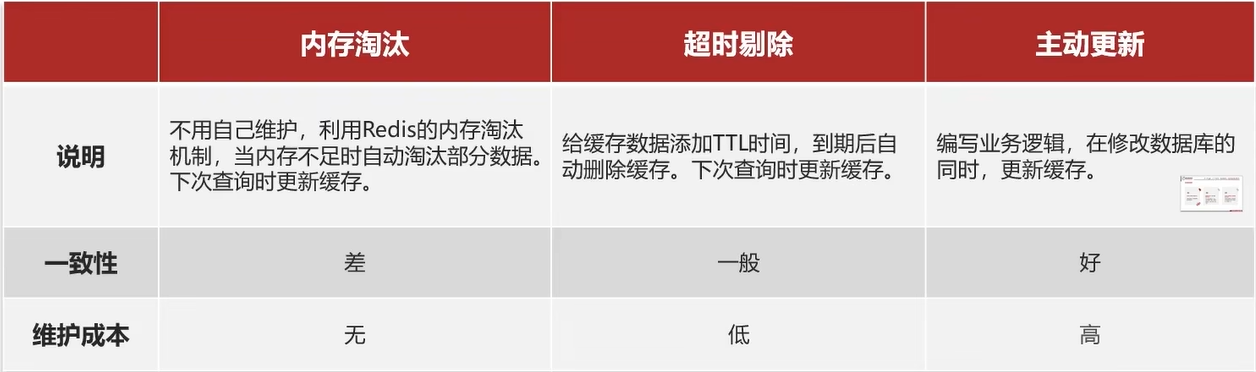 内存淘汰 超时剔除 主动更新
说明
不用自己维护，利用Redis的内存淘汰
机制，当内存不足时自动淘汰部分数据。
下次查询时更新缓存。
给缓存数据添加TTL时间，到期后自
动删除缓存。下次查询时更新缓存。
编写业务逻辑，在修改数据库的
同时，更新缓存。
一致性 差 一般 好
维护成本 无 低 高